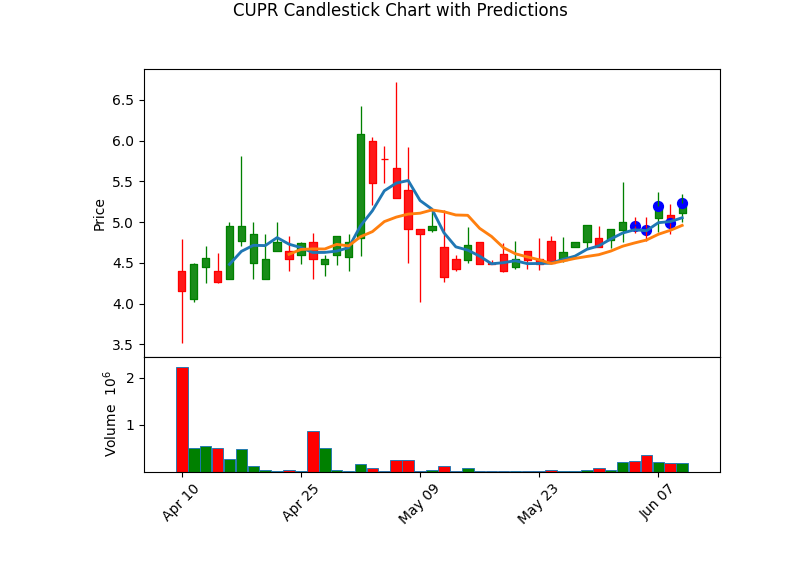 CUPR Candlestick Chart with Predictions
6.5
6.0
5.5
5.0
4.5
4.0
3.5
Price
2
1
Volume 10^6
Apr 10
Apr 25
May 09
May 23
Jun 07